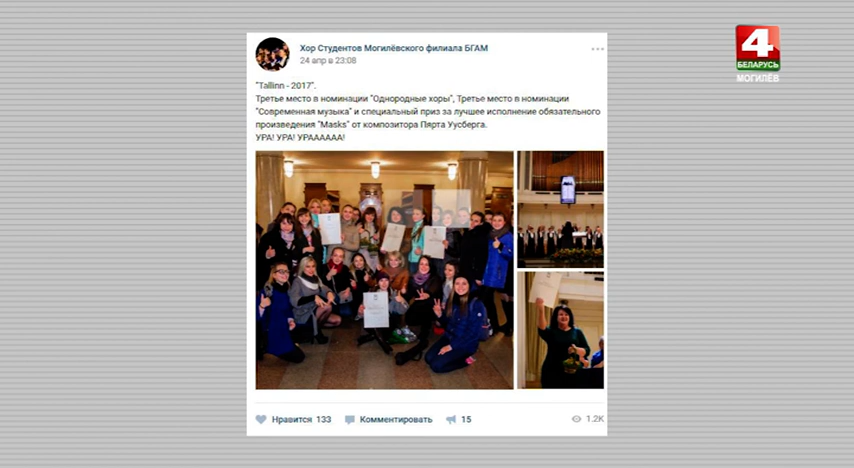 Хор Студентов Могилёвского филиала БГАМ
24 апр в 23:08
4
БЕЛАРУСЬ
МОГИЛЁВ
"Tallinn - 2017".
Третье место в номинации "Однородные хоры", Третье место в номинации
"Современная музыка" и специальный приз за лучшее исполнение обязательного
произведения "Masks" от композитора Пярта Уусберга.
УРА! УРА! УРАААААА!
Нравится 133 Комментировать 15 1.2K